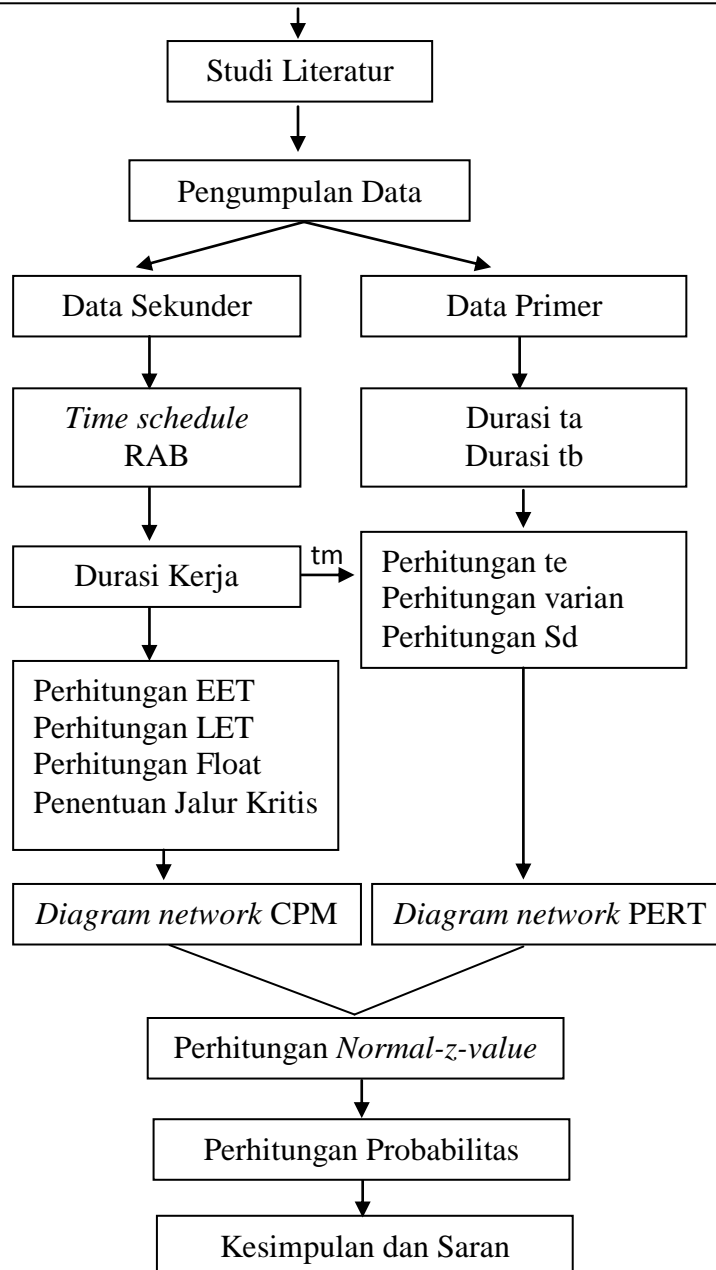 Studi Literatur
Pengumpulan Data
Data Sekunder
Data Primer
Time schedule
RAB
Durasi ta
Durasi tb
Durasi Kerja
tm
Perhitungan te
Perhitungan varian
Perhitungan Sd
Perhitungan EET
Perhitungan LET
Perhitungan Float
Penentuan Jalur Kritis
Diagram network CPM
Diagram network PERT
Perhitungan Normal-z-value
Perhitungan Probabilitas
Kesimpulan dan Saran